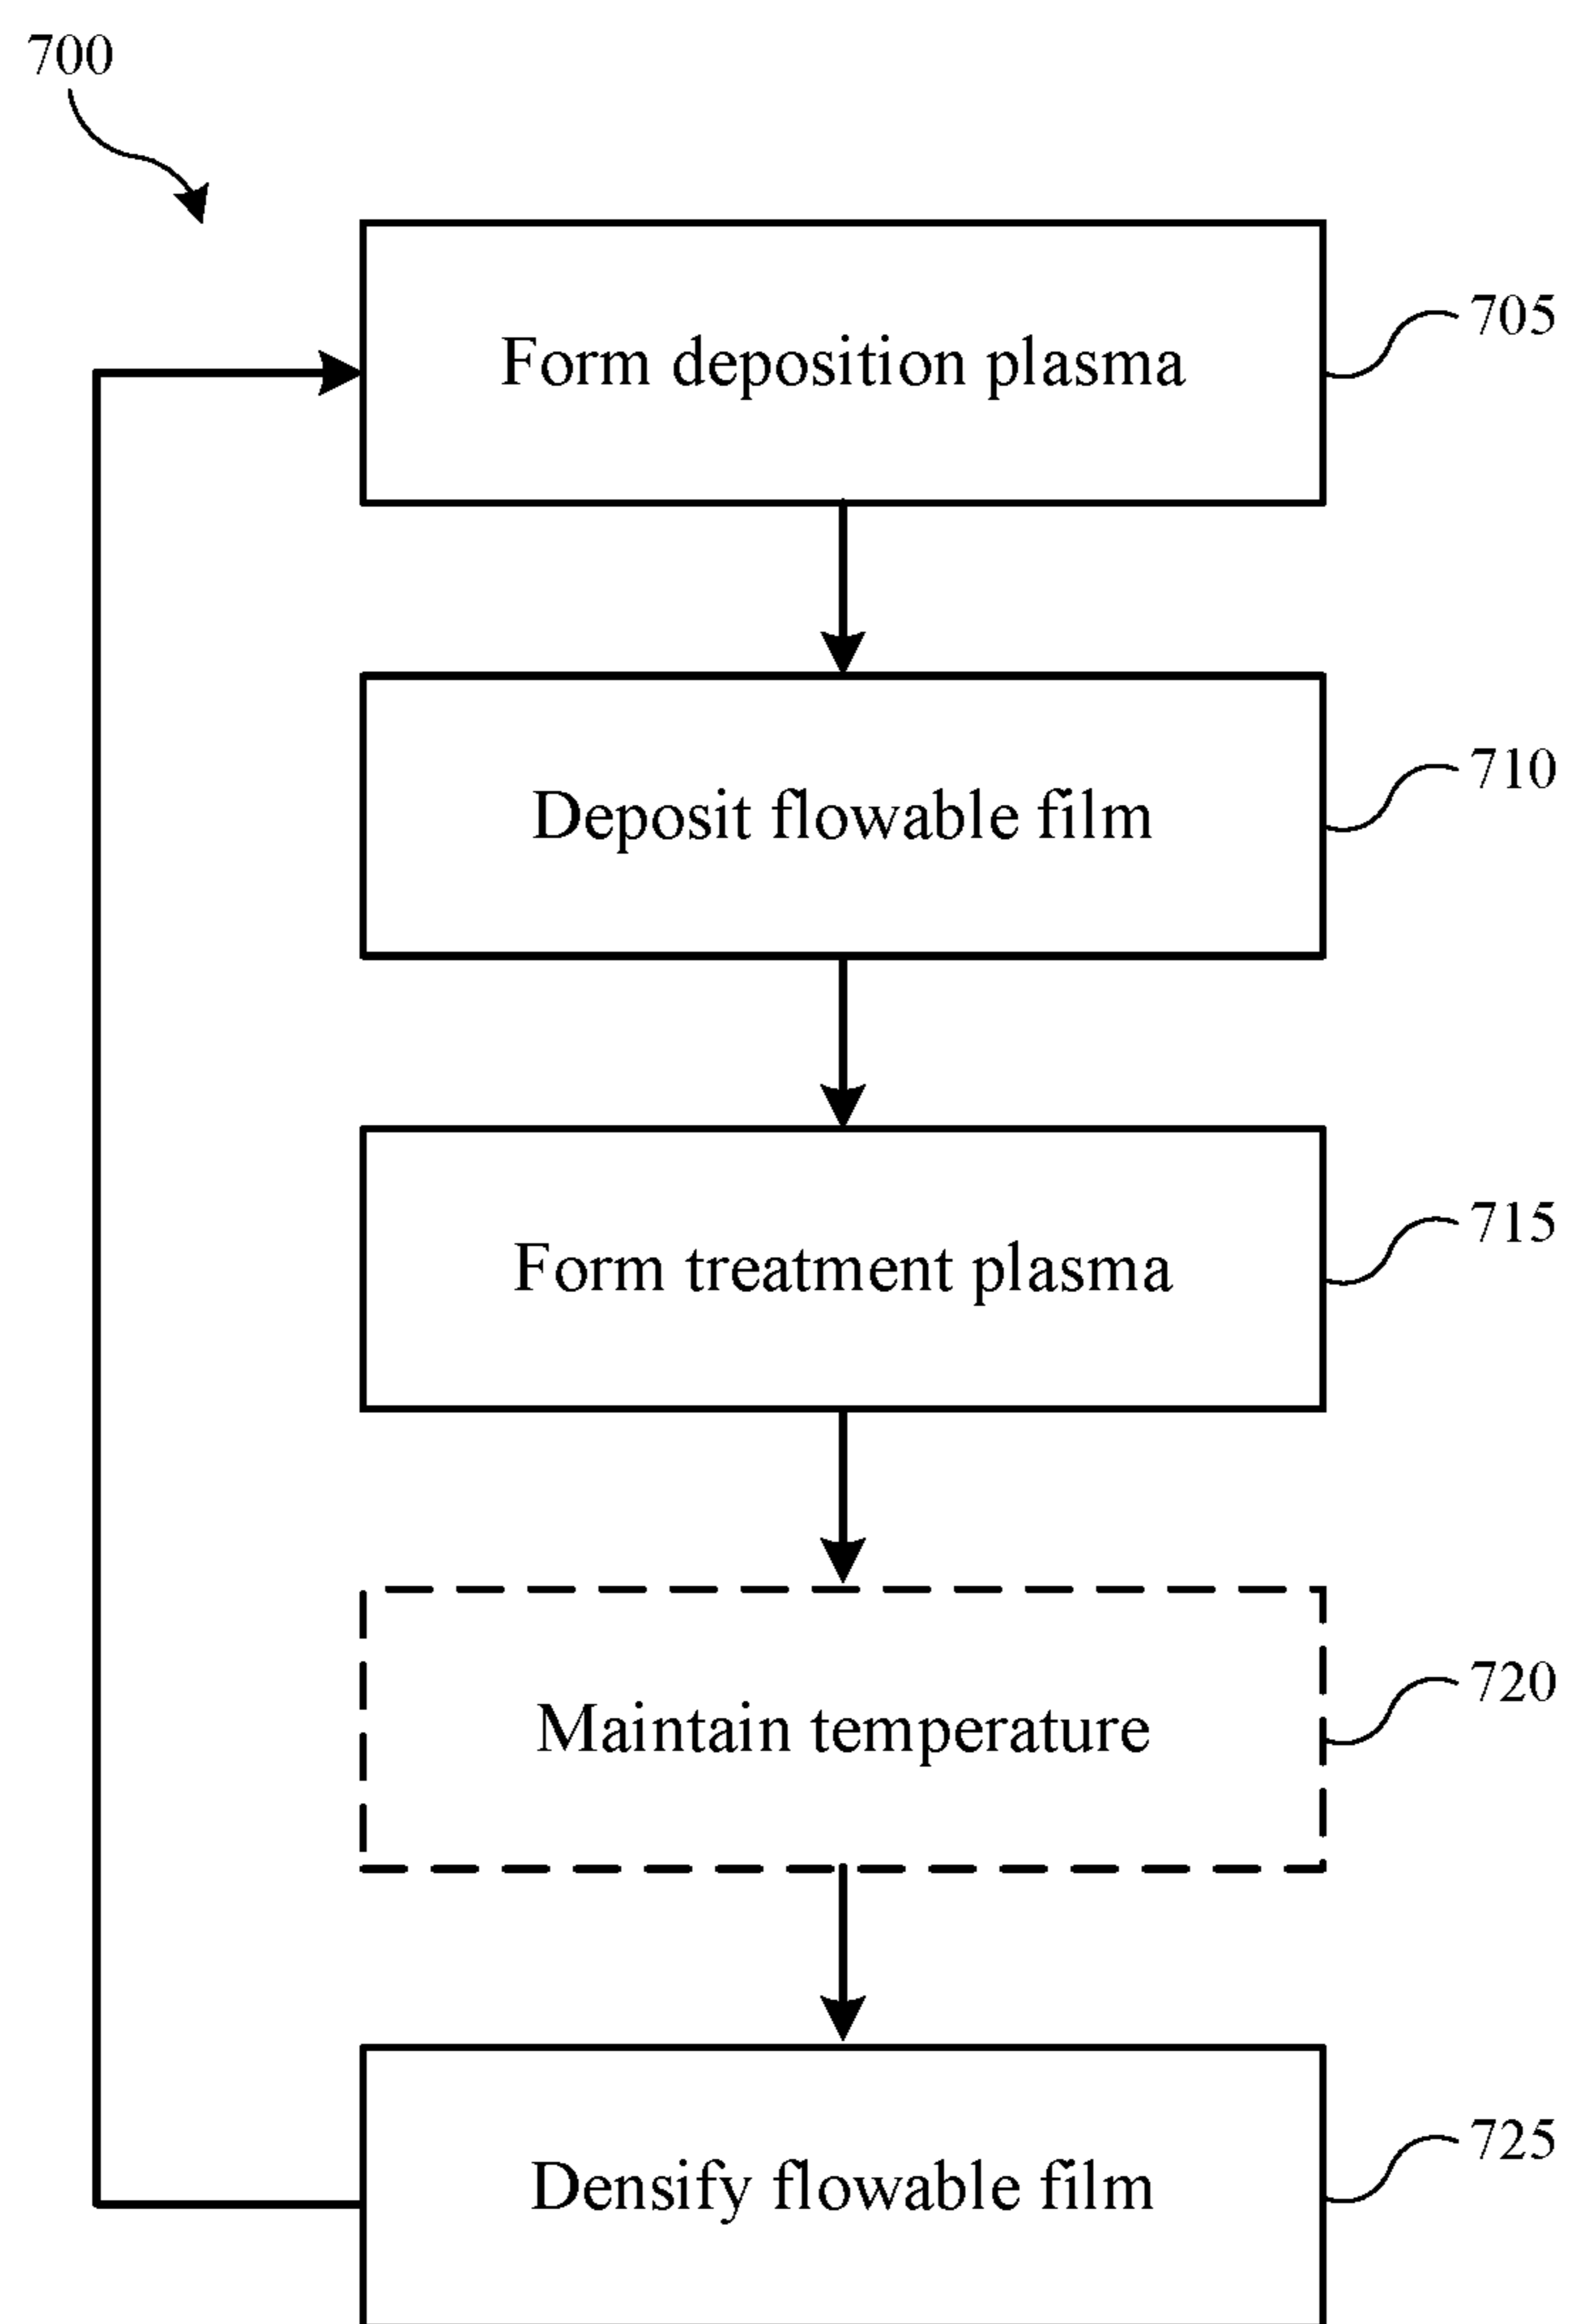 700
Form deposition plasma
705
Deposit flowable film
710
Form treatment plasma
715
Maintain temperature
720
Densify flowable film
725